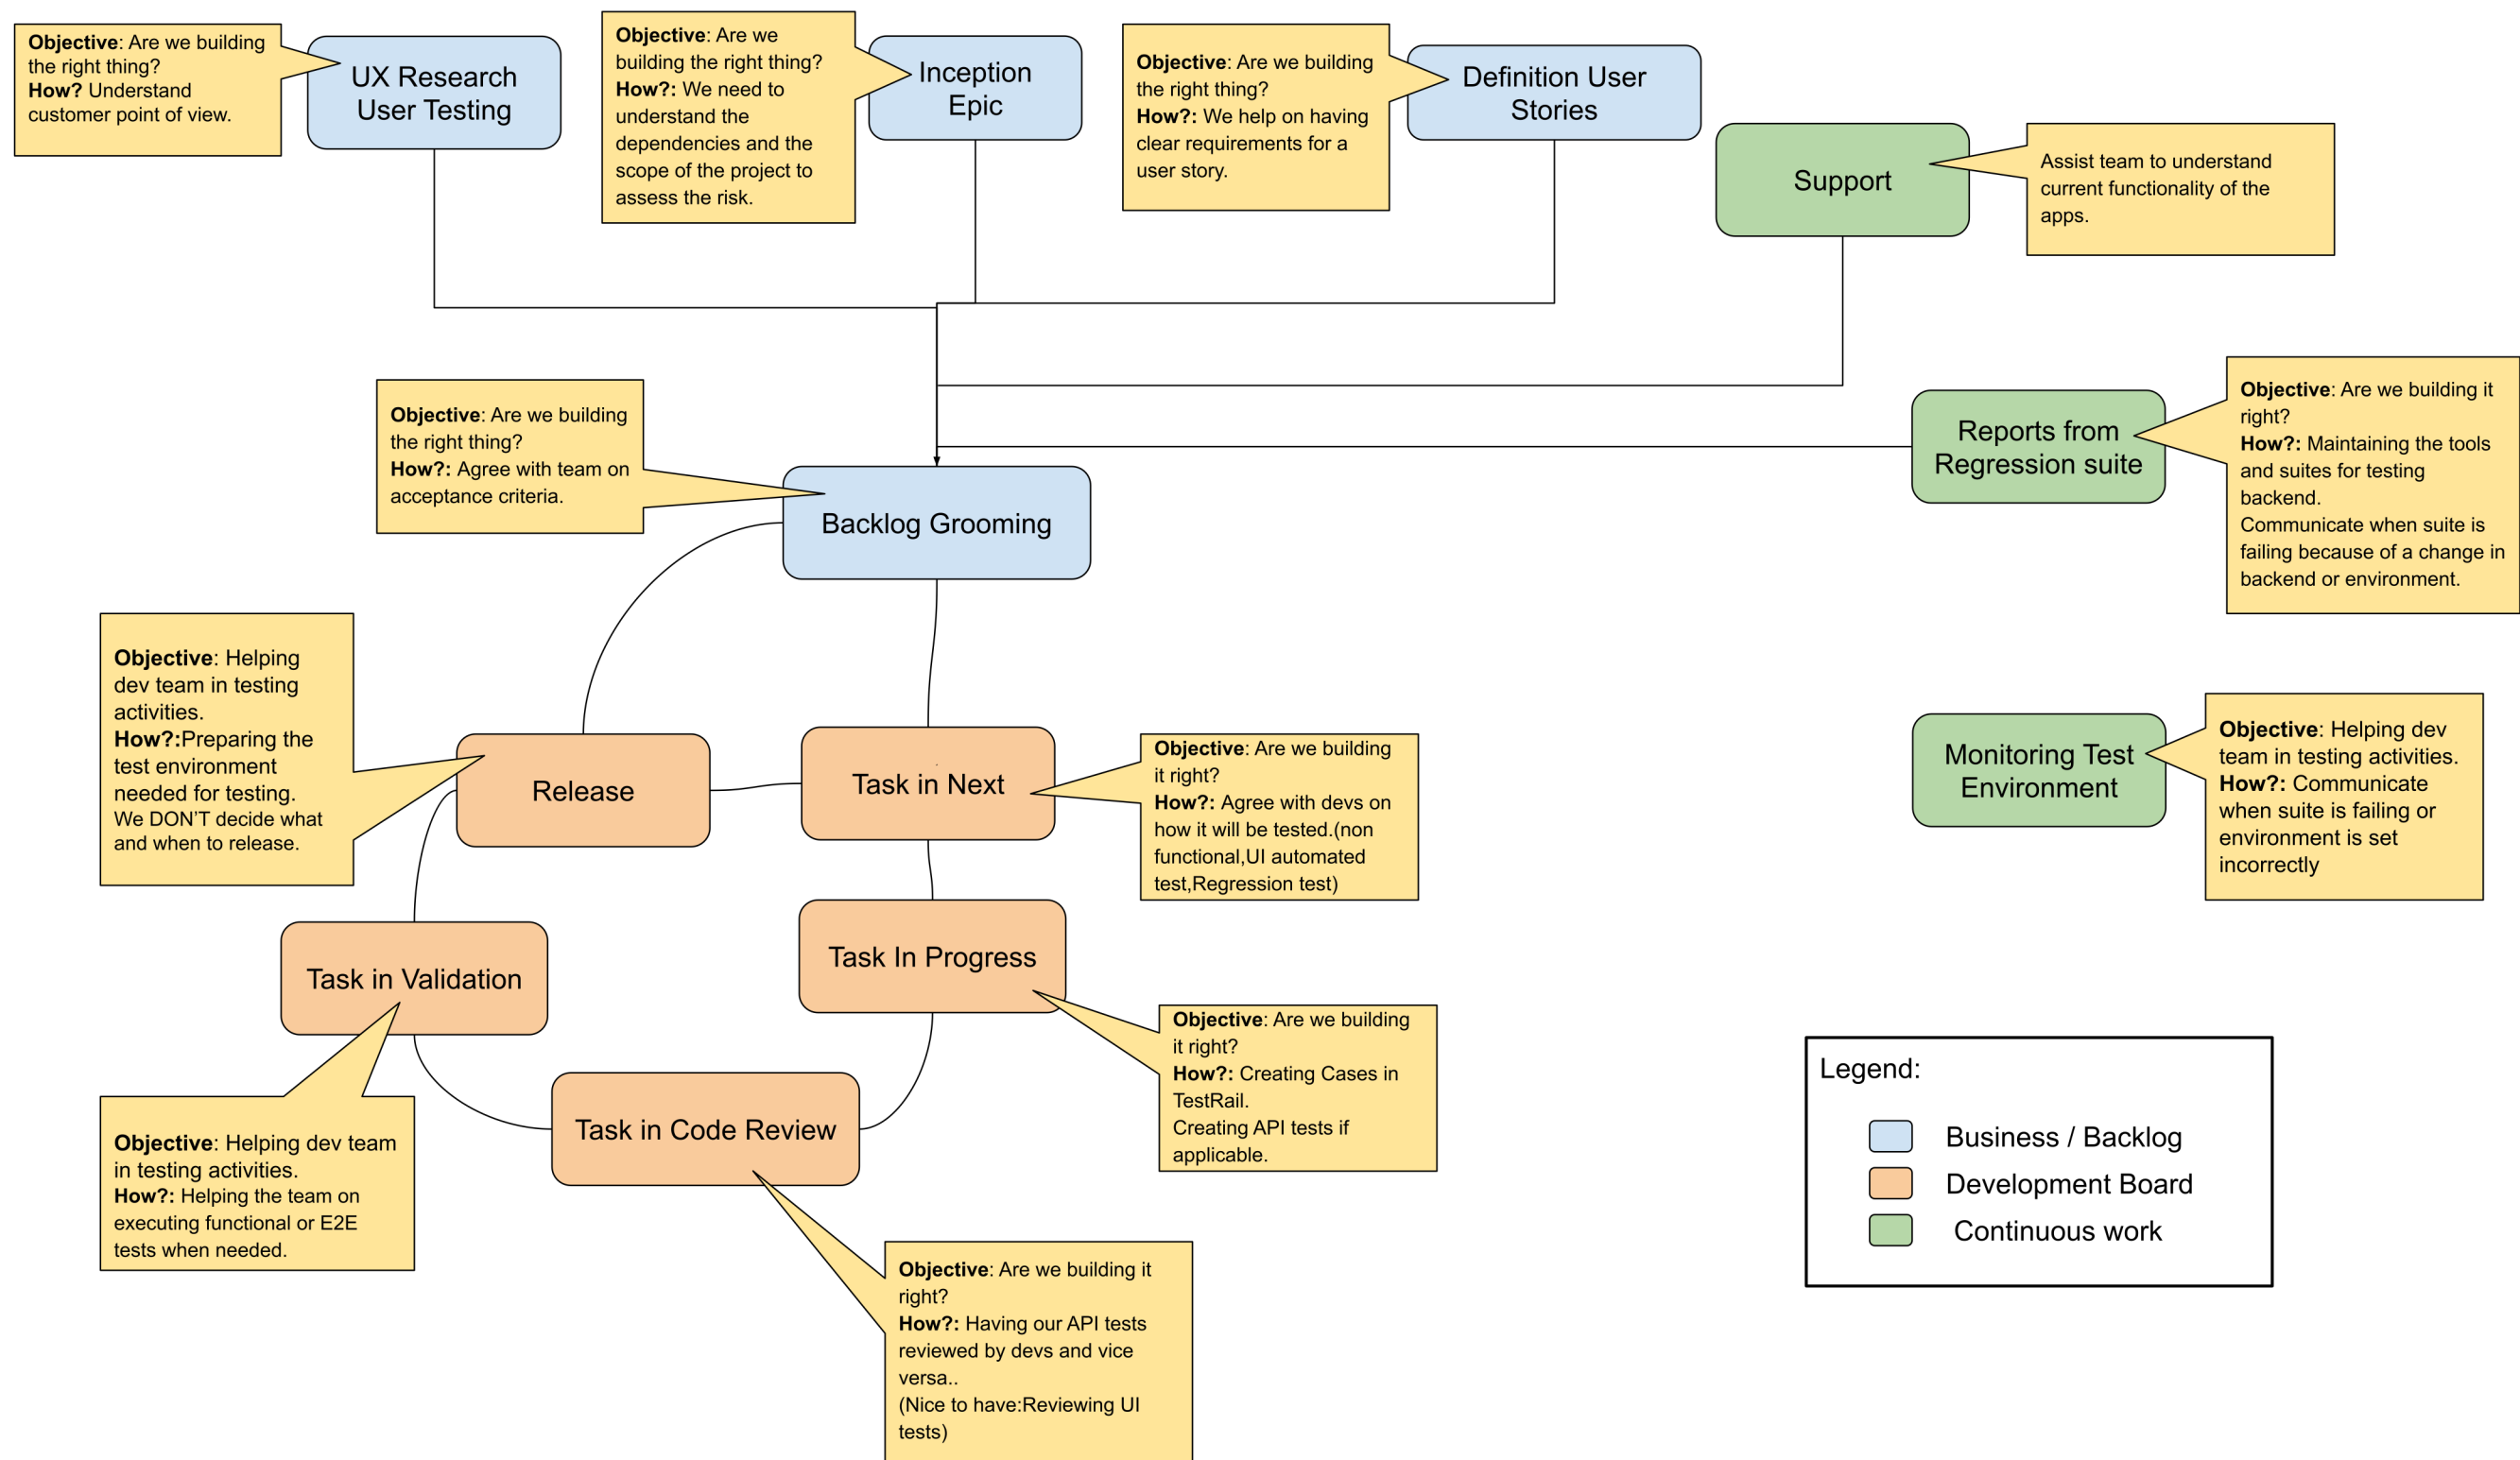 Objective: Are we building
the right thing?
How? Understand
customer point of view.
UX Research
User Testing
Objective: Are we
building the right thing?
How?: We need to
understand the
dependencies and the
scope of the project to
assess the risk.
Inception
Epic
Objective: Are we building
the right thing?
How?: We help on having
clear requirements for a
user story.
Definition User
Stories
Support
Assist team to understand
current functionality of the
apps.
Objective: Are we building
the right thing?
How?: Agree with team on
acceptance criteria.
Backlog Grooming
Reports from
Regression suite
Objective: Are we building it
right?
How?: Maintaining the tools
and suites for testing
backend.
Communicate when suite is
failing because of a change in
backend or environment.
Objective: Helping
dev team in testing
activities.
How?:Preparing the
test environment
needed for testing.
We DON'T decide what
and when to release.
Release
Task in Next
Objective: Are we building
it right?
How?: Agree with devs on
how it will be tested.(non
functional,UI automated
test,Regression test)
Monitoring Test
Environment
Objective: Helping dev
team in testing activities.
How?: Communicate
when suite is failing or
environment is set
incorrectly
Task in Validation
Task In Progress
Objective: Are we building
it right?
How?: Creating Cases in
TestRail.
Creating API tests if
applicable.
Objective: Helping dev team
in testing activities.
How?: Helping the team on
executing functional or E2E
tests when needed.
Task in Code Review
Objective: Are we building it
right?
How?: Having our API tests
reviewed by devs and vice
versa..
(Nice to have:Reviewing UI
tests)
Legend:
Business / Backlog
Development Board
Continuous work